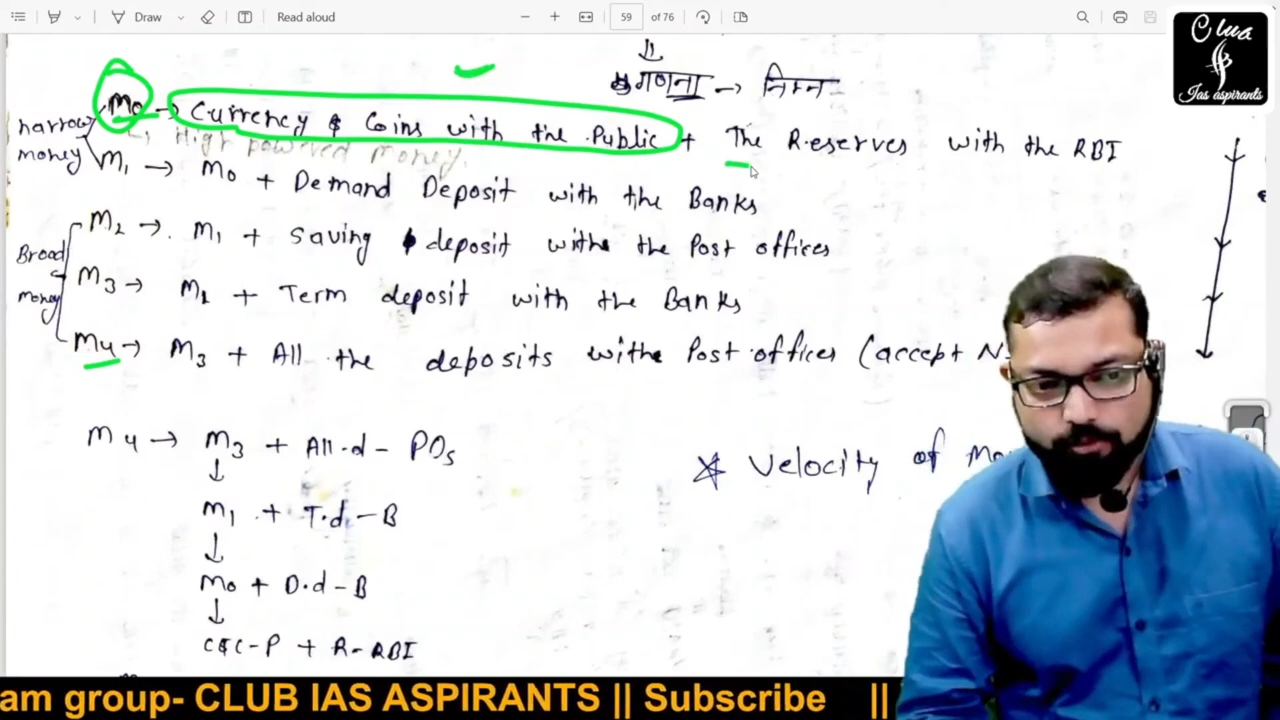 Draw
Read aloud
59 of 76
Club
Ias aspirants
गणना → निम्न
narrow money
M0 → Currency & Coins with the Public + The Reserves with the RBI
↳ High powered money.
M1 → M0 + Demand Deposit with the Banks
Broad money
M2 → M1 + Saving deposit withe the Post offices
M3 → M1 + Term deposit with the Banks
M4 → M3 + All the deposits withe Post offices (accept N
M4 → M3 + All.d - POs
↓
M1 + T.d - B
↓
M0 + D.d - B
↓
C&C-P + R-RBI
Velocity of Mo
am group- CLUB IAS ASPIRANTS || Subscribe ||